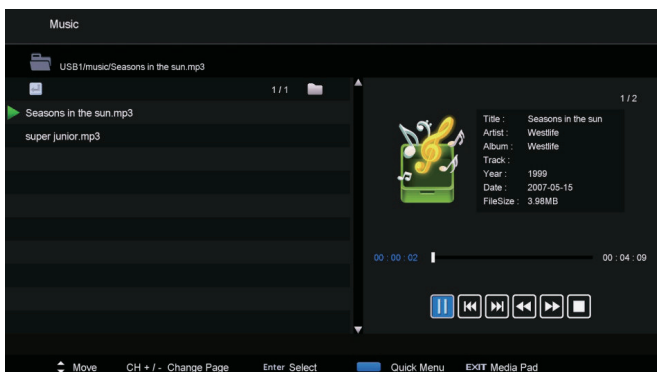 Music
USB1/music/Seasons in the sun.mp3
1 / 1
1 / 2
Seasons in the sun.mp3
super junior.mp3
Title : Seasons in the sun
Artist : Westlife
Album : Westlife
Track :
Year : 1999
Date : 2007-05-15
FileSize : 3.98MB
00 : 00 : 02 00 : 04 : 09
Move CH + / - Change Page Enter Select Quick Menu EXIT Media Pad